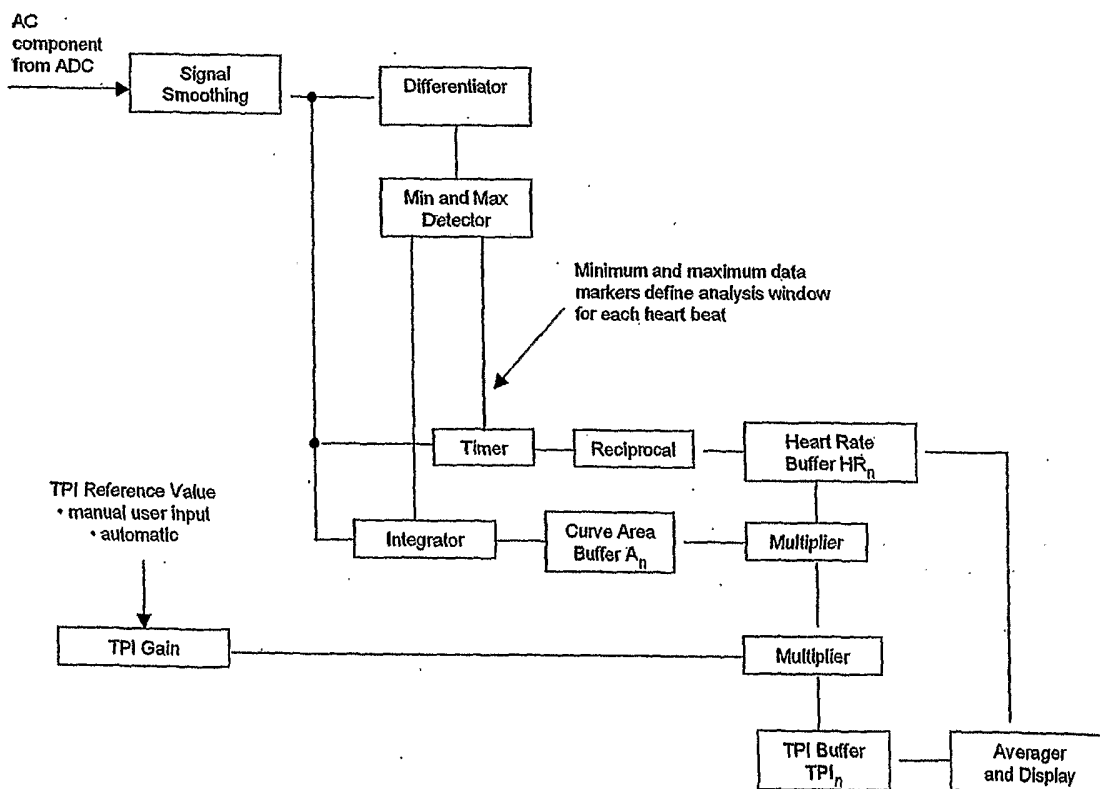 AC
component
from ADC
Signal
Smoothing
Differentiator
Min and Max
Detector
Minimum and maximum data
markers define analysis window
for each heart beat
Timer
Reciprocal
Heart Rate
Buffer HRn
TPI Reference Value
• manual user input
• automatic
Integrator
Curve Area
Buffer An
Multiplier
TPI Gain
Multiplier
TPI Buffer
TPIn
Averager
and Display